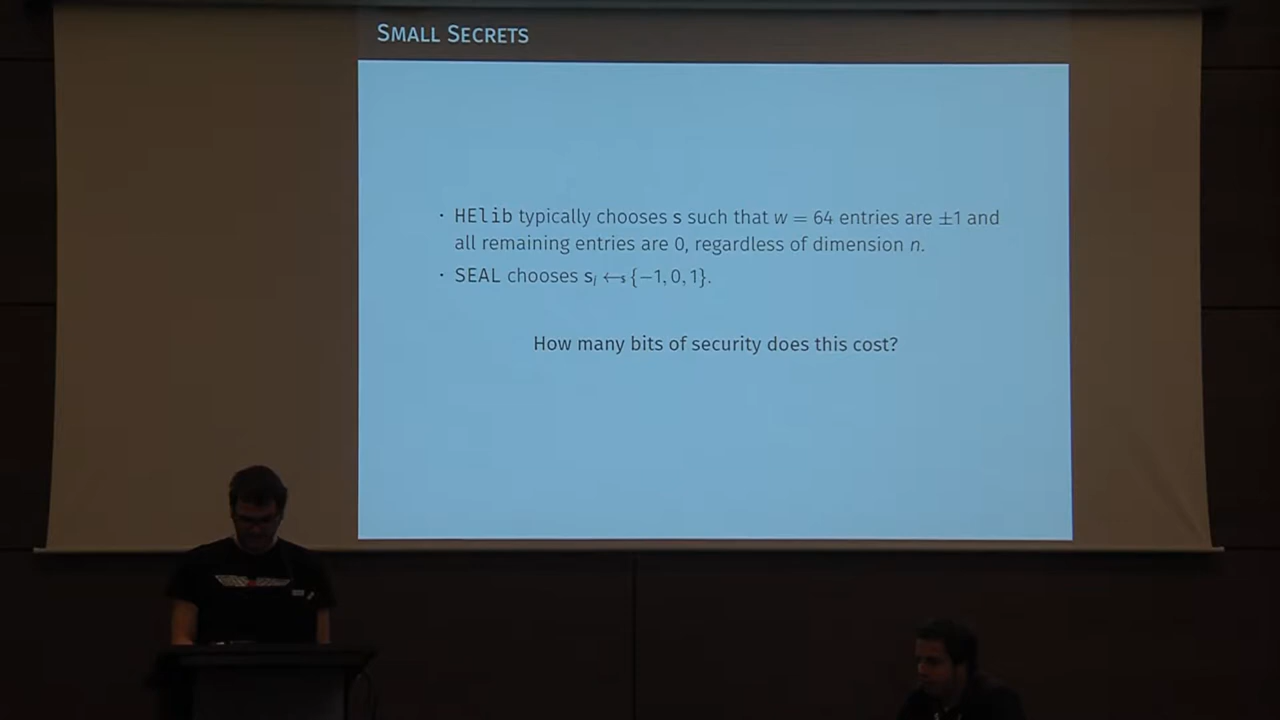 SMALL SECRETS
· HElib typically chooses s such that w = 64 entries are ±1 and
all remaining entries are 0, regardless of dimension n.
· SEAL chooses sᵢ ←$ {−1, 0, 1}.
How many bits of security does this cost?